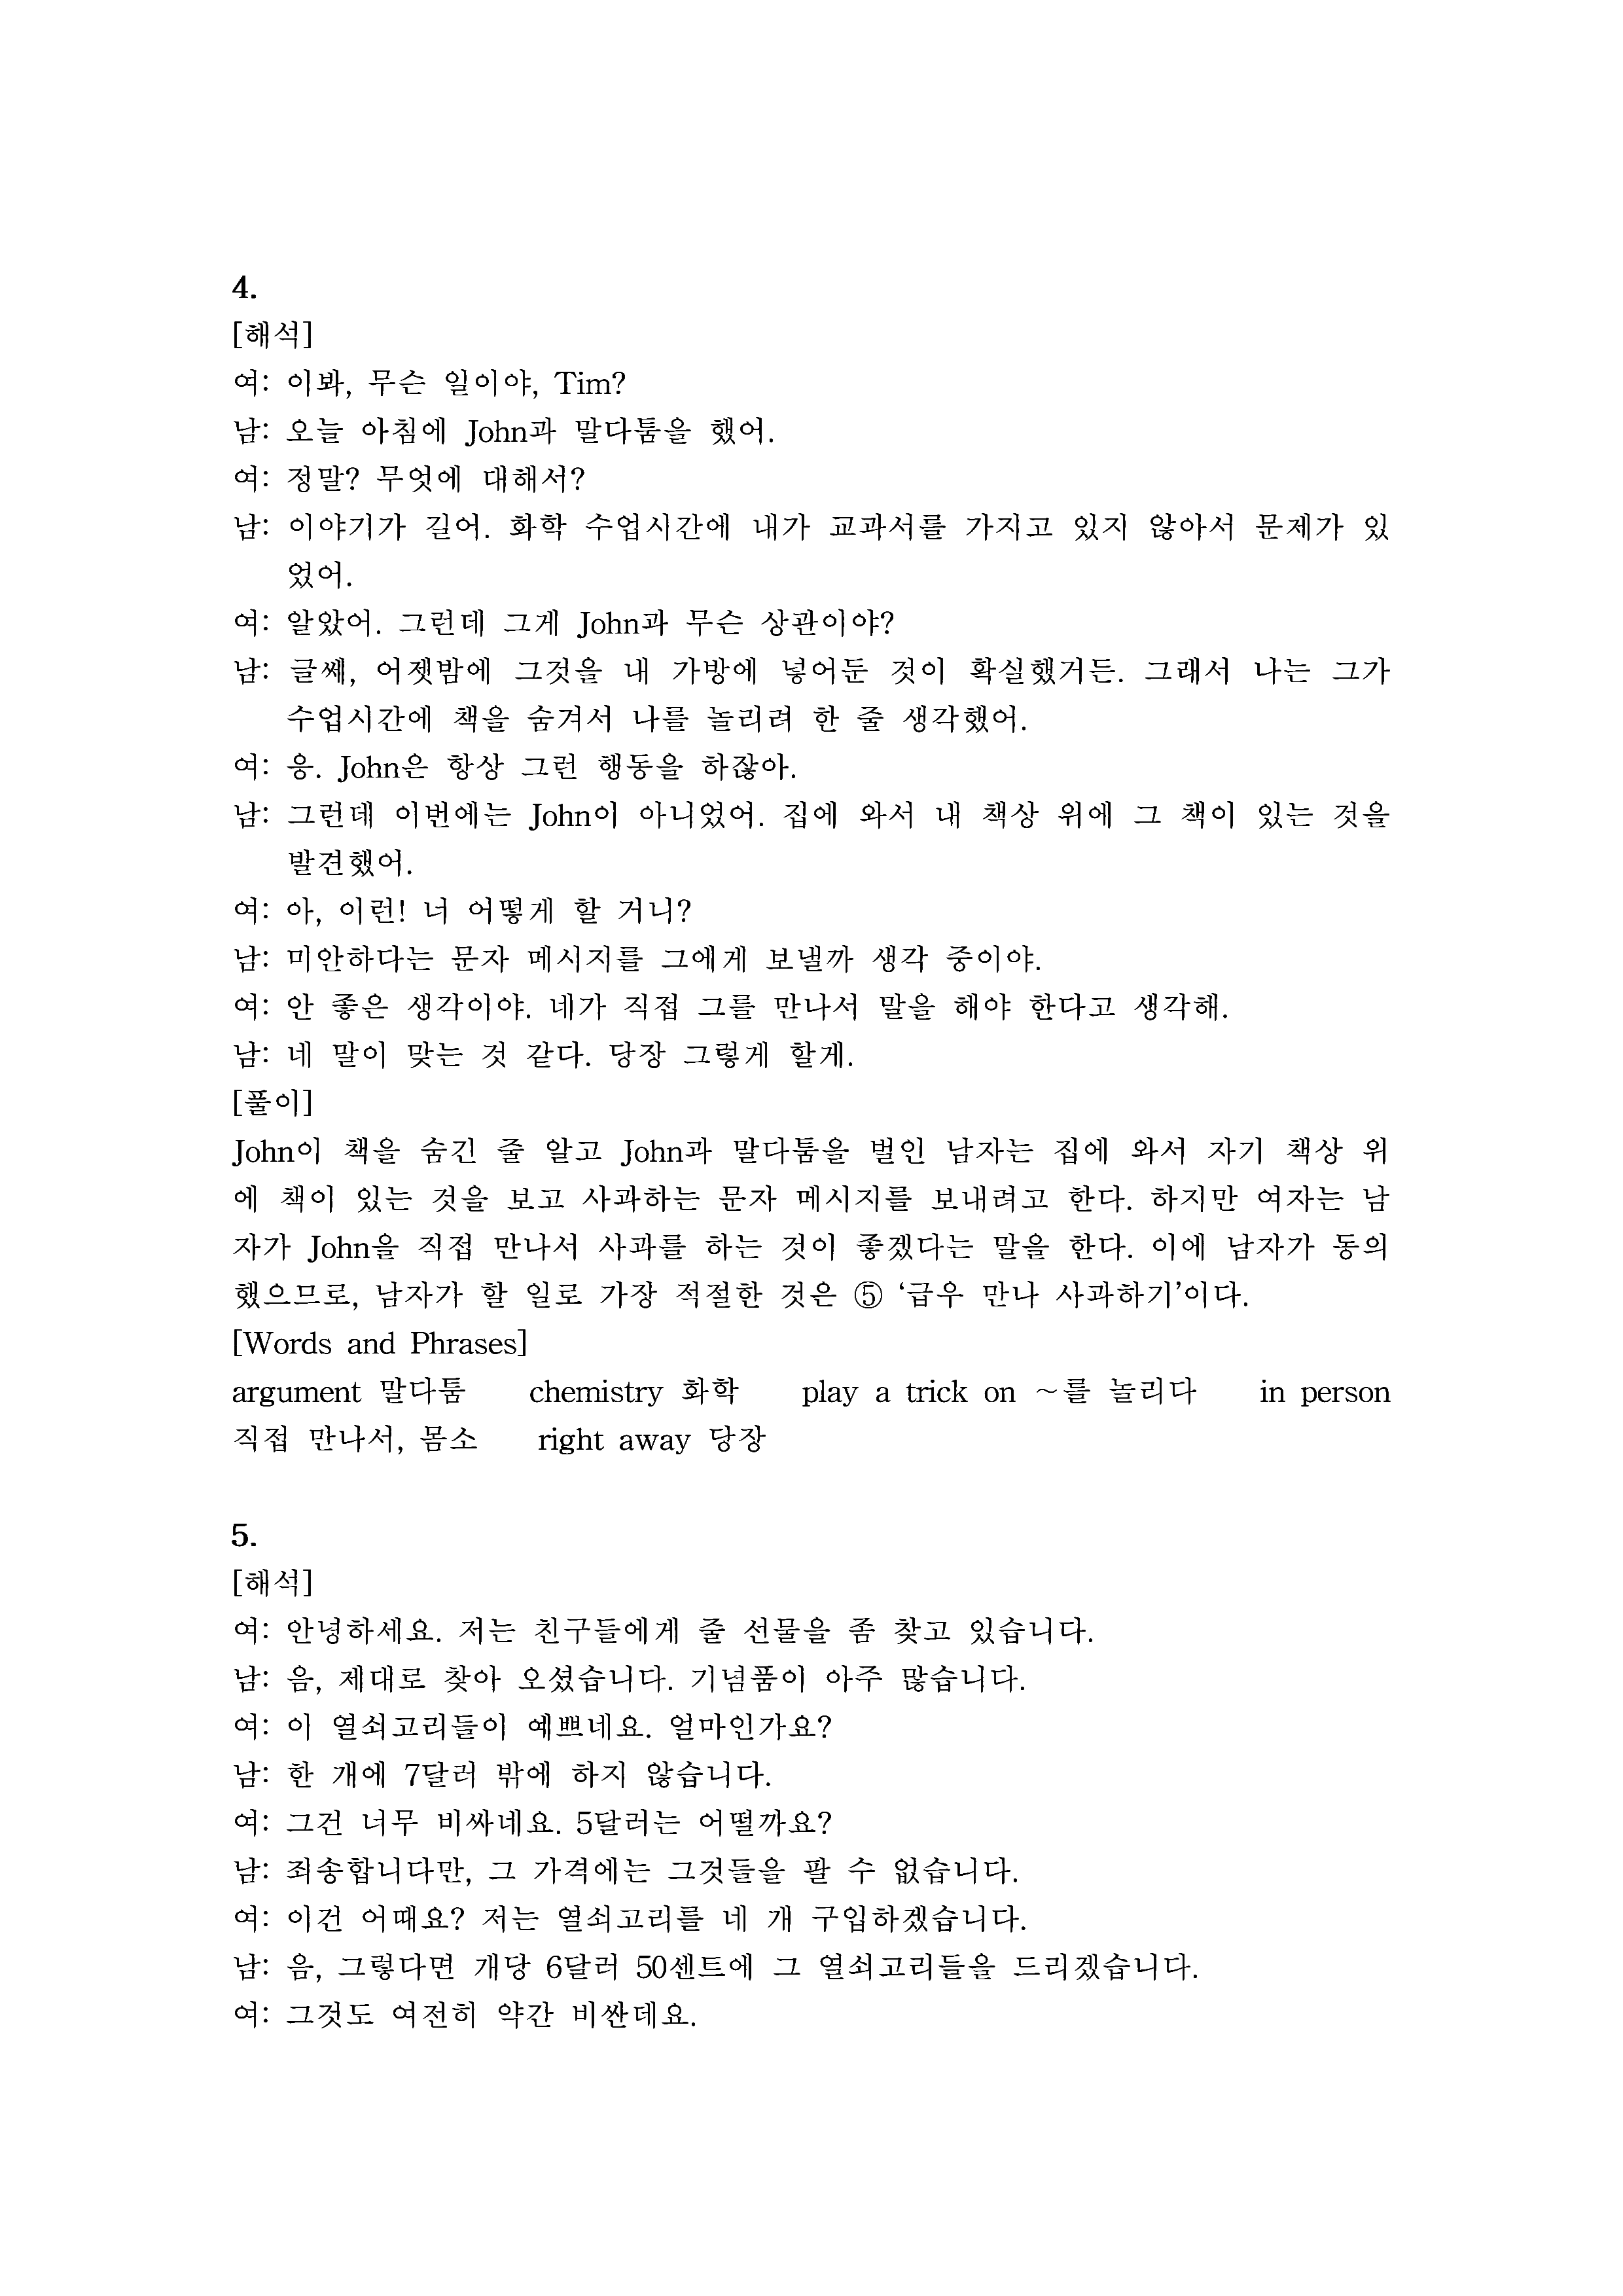 4.
[해석]
여: 이봐, 무슨 일이야, Tim?
남: 오늘 아침에 John과 말다툼을 했어.
여: 정말? 무엇에 대해서?
남: 이야기가 길어. 화학 수업시간에 내가 교과서를 가지고 있지 않아서 문제가 있
었어.
여: 알았어. 그런데 그게 John과 무슨 상관이야?
남: 글쎄, 어젯밤에 그것을 내 가방에 넣어둔 것이 확실했거든. 그래서 나는 그가
수업시간에 책을 숨겨서 나를 놀리려 한 줄 생각했어.
여: 응. John은 항상 그런 행동을 하잖아.
남: 그런데 이번에는 John이 아니었어. 집에 와서 내 책상 위에 그 책이 있는 것을
발견했어.
여: 아, 이런! 너 어떻게 할 거니?
남: 미안하다는 문자 메시지를 그에게 보낼까 생각 중이야.
여: 안 좋은 생각이야. 네가 직접 그를 만나서 말을 해야 한다고 생각해.
남: 네 말이 맞는 것 같다. 당장 그렇게 할게.
[풀이]
John이 책을 숨긴 줄 알고 John과 말다툼을 벌인 남자는 집에 와서 자기 책상 위
에 책이 있는 것을 보고 사과하는 문자 메시지를 보내려고 한다. 하지만 여자는 남
자가 John을 직접 만나서 사과를 하는 것이 좋겠다는 말을 한다. 이에 남자가 동의
했으므로, 남자가 할 일로 가장 적절한 것은 ⑤ ‘급우 만나 사과하기’이다.
[Words and Phrases]
argument 말다툼 chemistry 화학 play a trick on ～를 놀리다 in person
직접 만나서, 몸소 right away 당장
5.
[해석]
여: 안녕하세요. 저는 친구들에게 줄 선물을 좀 찾고 있습니다.
남: 음, 제대로 찾아 오셨습니다. 기념품이 아주 많습니다.
여: 이 열쇠고리들이 예쁘네요. 얼마인가요?
남: 한 개에 7달러 밖에 하지 않습니다.
여: 그건 너무 비싸네요. 5달러는 어떨까요?
남: 죄송합니다만, 그 가격에는 그것들을 팔 수 없습니다.
여: 이건 어때요? 저는 열쇠고리를 네 개 구입하겠습니다.
남: 음, 그렇다면 개당 6달러 50센트에 그 열쇠고리들을 드리겠습니다.
여: 그것도 여전히 약간 비싼데요.